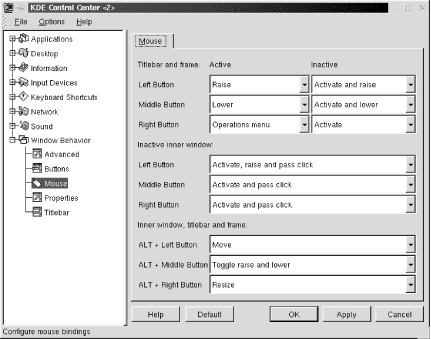 KDE Control Center <2>
File Options Help
Applications
Desktop
Information
Input Devices
Keyboard Shortcuts
Network
Sound
Window Behavior
Advanced
Buttons
Mouse
Properties
Titlebar
Mouse
Titlebar and frame: Active Inactive
Left Button Raise Activate and raise
Middle Button Lower Activate and lower
Right Button Operations menu Activate
Inactive inner window:
Left Button Activate, raise and pass click
Middle Button Activate and pass click
Right Button Activate and pass click
Inner window, titlebar and frame:
ALT + Left Button Move
ALT + Middle Button Toggle raise and lower
ALT + Right Button Resize
Help Default OK Apply Cancel
Configure mouse bindings